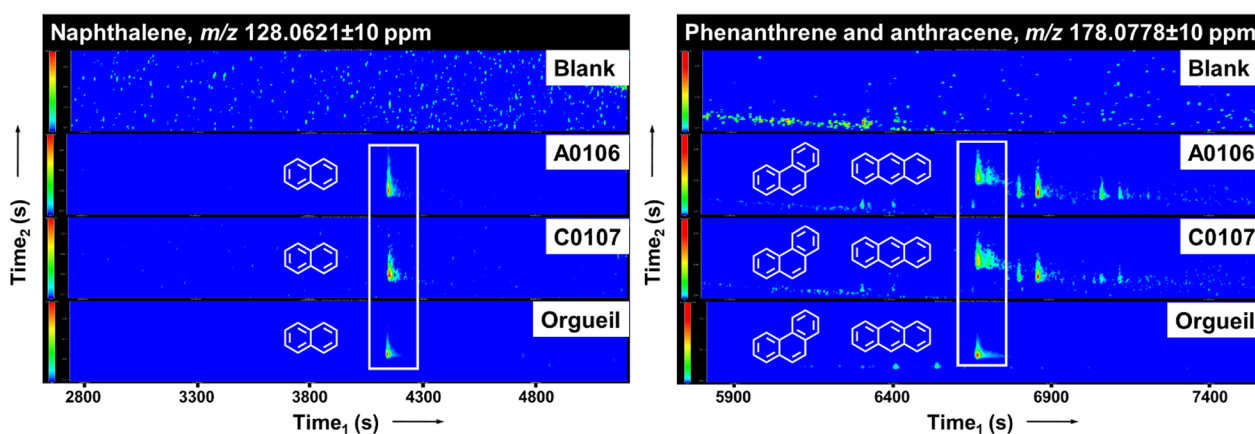 Naphthalene, m/z 128.0621±10 ppm
Blank
A0106
C0107
Orgueil
Time2 (s)
2800 3300 3800 4300 4800
Time1 (s)
Phenanthrene and anthracene, m/z 178.0778±10 ppm
Blank
A0106
C0107
Orgueil
Time2 (s)
5900 6400 6900 7400
Time1 (s)